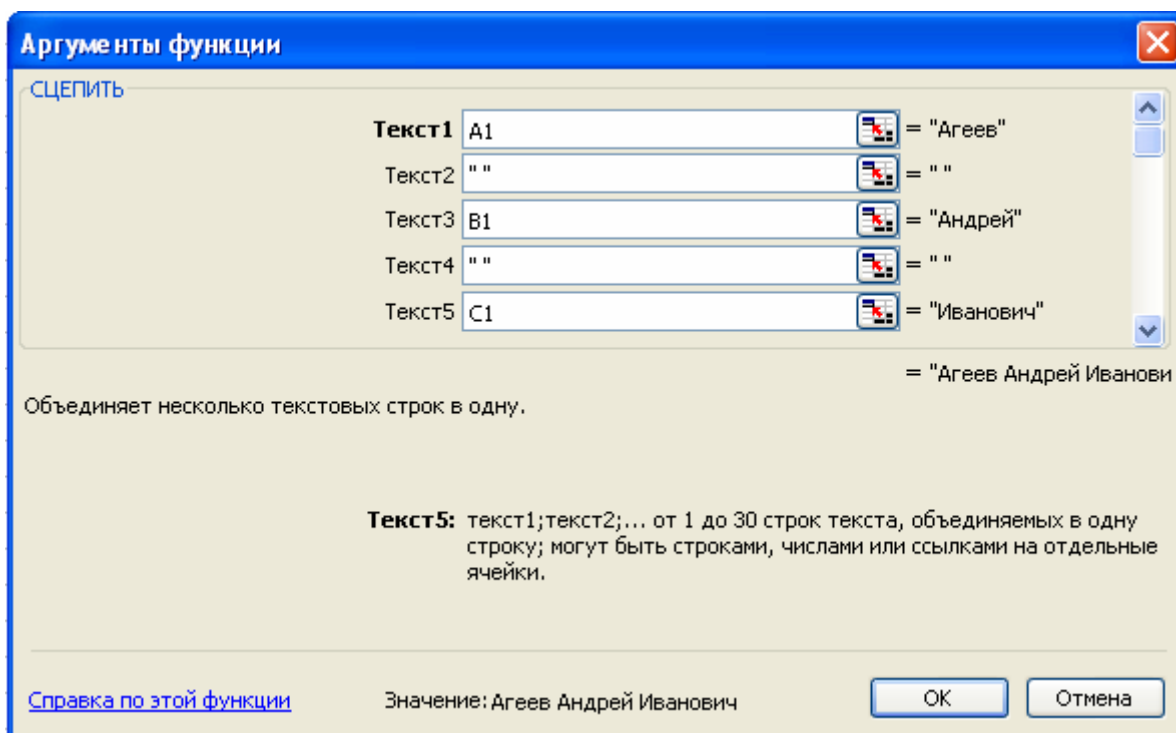 Аргументы функции
СЦЕПИТЬ
Текст1 A1 = "Агеев"
Текст2 " " = " "
Текст3 B1 = "Андрей"
Текст4 " " = " "
Текст5 C1 = "Иванович"
= "Агеев Андрей Иванови
Объединяет несколько текстовых строк в одну.
Текст5: текст1;текст2;... от 1 до 30 строк текста, объединяемых в одну
строку; могут быть строками, числами или ссылками на отдельные
ячейки.
Справка по этой функции Значение: Агеев Андрей Иванович ОК Отмена